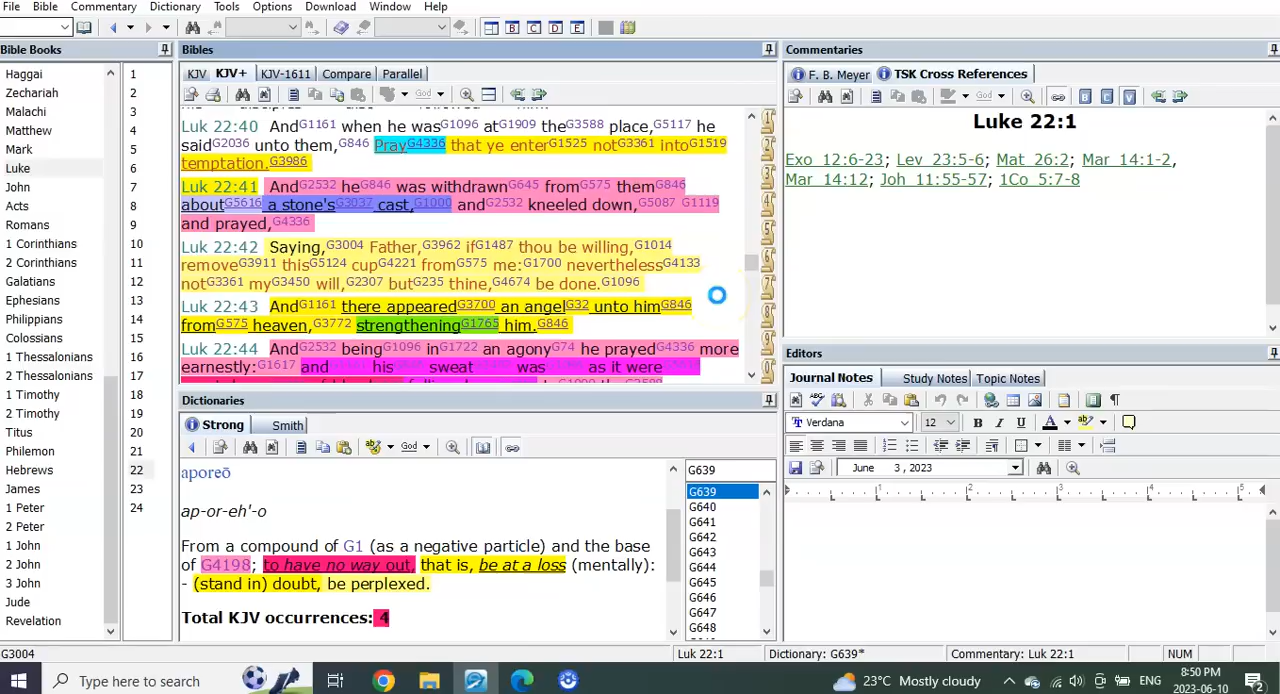 File Bible Commentary Dictionary Tools Options Download Window Help
Bible Books
Haggai
Zechariah
Malachi
Matthew
Mark
Luke
John
Acts
Romans
1 Corinthians
2 Corinthians
Galatians
Ephesians
Philippians
Colossians
1 Thessalonians
2 Thessalonians
1 Timothy
2 Timothy
Titus
Philemon
Hebrews
James
1 Peter
2 Peter
1 John
2 John
3 John
Jude
Revelation
1
2
3
4
5
6
7
8
9
10
11
12
13
14
15
16
17
18
19
20
21
22
23
24
Bibles
KJV KJV+ KJV-1611 Compare Parallel
Luk 22:40 AndG1161 when he wasG1096 atG1909 theG3588 place,G5117 he
saidG2036 unto them,G846 PrayG4336 that ye enterG1525 notG3361 intoG1519
temptation.G3986
Luk 22:41 AndG2532 heG846 was withdrawnG645 fromG575 themG846
aboutG5616 a stone'sG3037 cast,G1000 andG2532 kneeled down,G5087 G1119
and prayed,G4336
Luk 22:42 Saying,G3004 Father,G3962 ifG1487 thou be willing,G1014
removeG3911 thisG5124 cupG4221 fromG575 me:G1700 neverthelessG4133
notG3361 myG3450 will,G2307 butG235 thine,G4674 be done.G1096
Luk 22:43 AndG1161 there appearedG3700 an angelG32 unto himG846
fromG575 heaven,G3772 strengtheningG1765 him.G846
Luk 22:44 AndG2532 beingG1096 inG1722 an agonyG74 he prayedG4336 more
earnestly:G1617 and his sweat was as it were
Dictionaries
Strong Smith
God
aporeō
ap-or-eh'-o
From a compound of G1 (as a negative particle) and the base
of G4198; to have no way out, that is, be at a loss (mentally):
- (stand in) doubt, be perplexed.
Total KJV occurrences: 4
G639
G639
G640
G641
G642
G643
G644
G645
G646
G647
G648
Commentaries
F. B. Meyer TSK Cross References
Luke 22:1
Exo 12:6-23; Lev 23:5-6; Mat 26:2; Mar 14:1-2,
Mar 14:12; Joh 11:55-57; 1Co 5:7-8
Editors
Journal Notes Study Notes Topic Notes
Verdana 12 B I U A
June 3 , 2023
1 2 3 4 5
G3004 Luk 22:1 Dictionary: G639* Commentary: Luk 22:1 NUM
Type here to search 23°C Mostly cloudy ENG 8:50 PM
2023-06-10